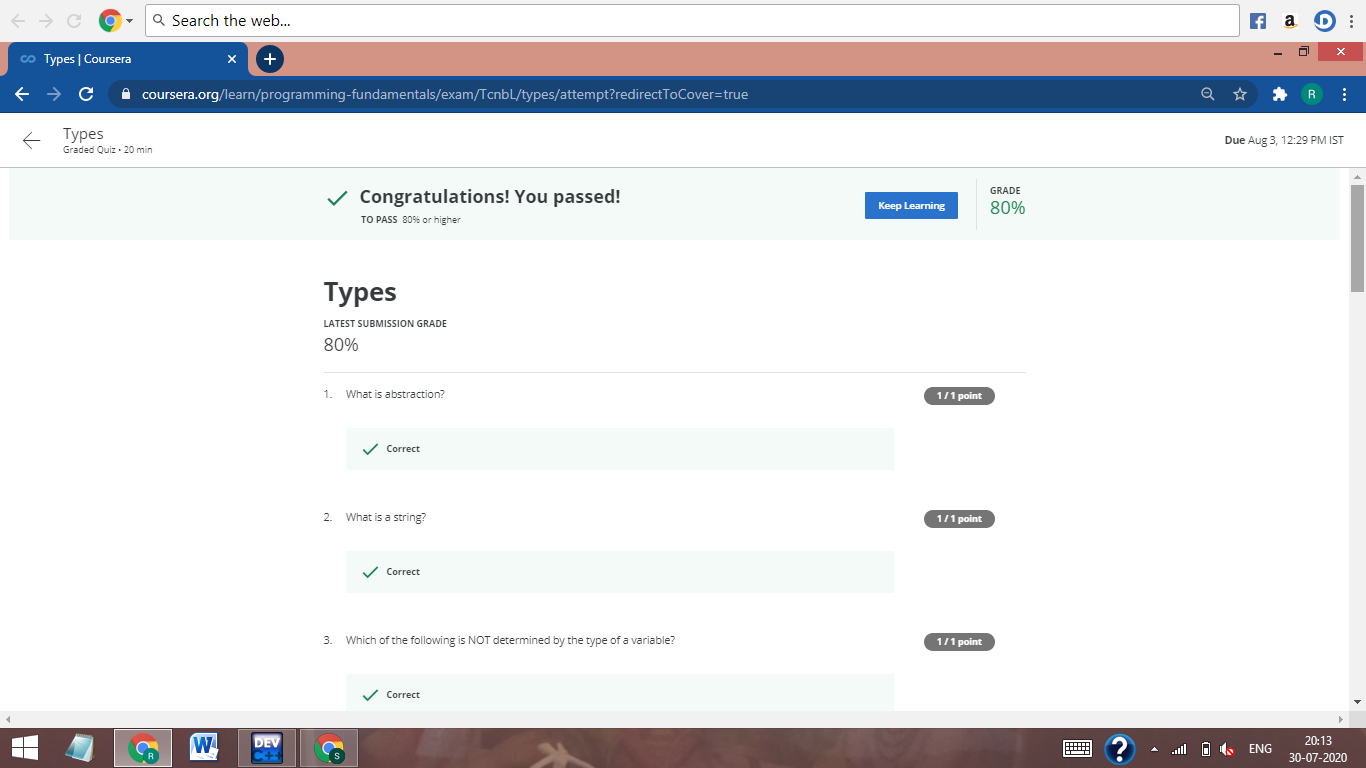 Search the web...
Types | Coursera
coursera.org/learn/programming-fundamentals/exam/TcnbL/types/attempt?redirectToCover=true
R
Types
Graded Quiz • 20 min
Due Aug 3, 12:29 PM IST
Congratulations! You passed!
TO PASS 80% or higher
Keep Learning
GRADE
80%
Types
LATEST SUBMISSION GRADE
80%
1. What is abstraction?
1 / 1 point
Correct
2. What is a string?
1 / 1 point
Correct
3. Which of the following is NOT determined by the type of a variable?
1 / 1 point
Correct
R
W
DEV
C++
S
ENG
20:13
30-07-2020